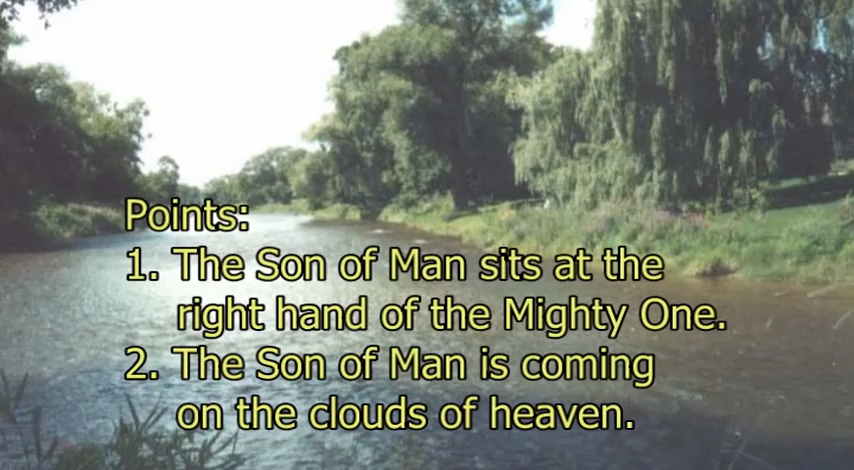 Points:
1. The Son of Man sits at the
right hand of the Mighty One.
2. The Son of Man is coming
on the clouds of heaven.